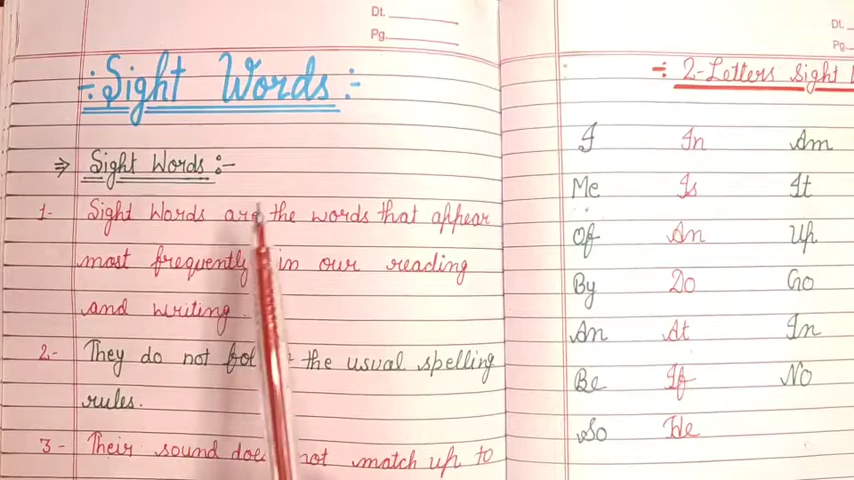 Dt.
Pg.
÷ Sight Words :-
⇒ Sight Words :-
1- Sight Words are the words that appear
most frequently in our reading
and writing.
2- They do not the usual spelling
rules.
3- Their sound does not match up to
Dt.
Pg.
÷ 2-Letters Sight
I In Am
Me Is It
Of An Up
By Do Go
An At In
Be If No
So He